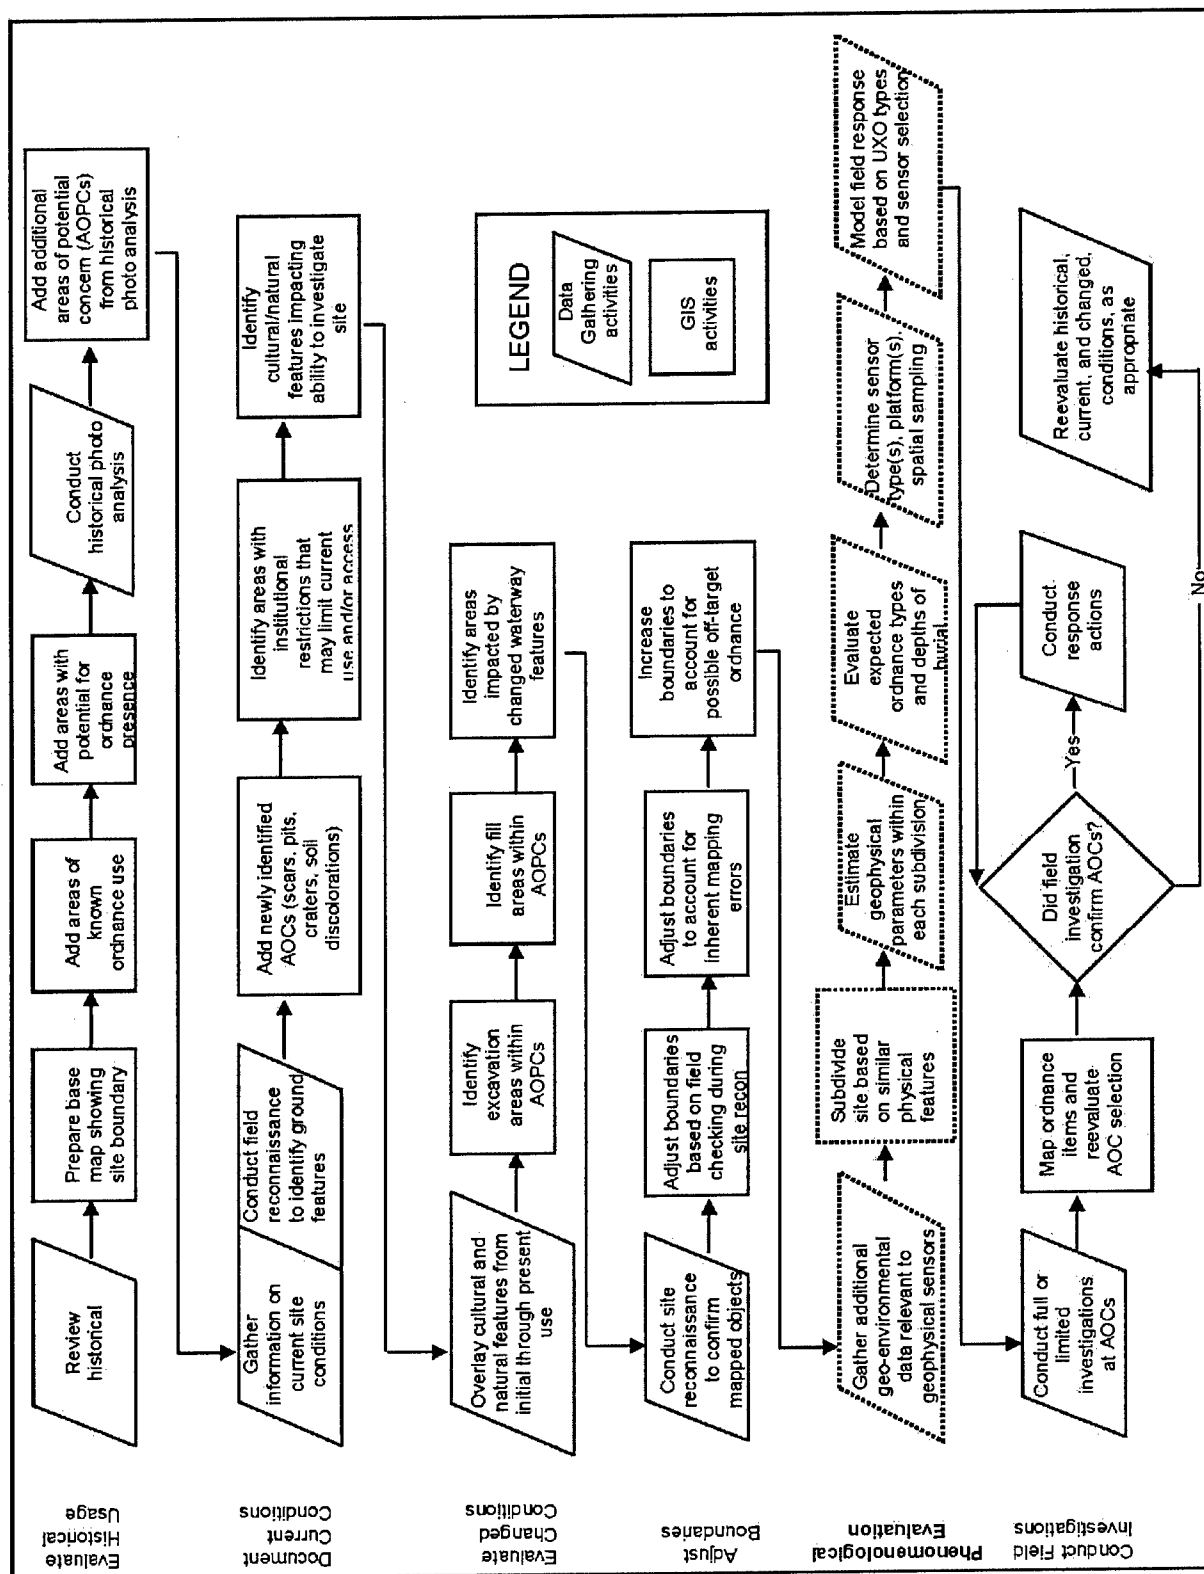 Evaluate
Historical
Usage
Review
historical
Prepare base
map showing
site boundary
Add areas of
known
ordnance use
Add areas with
potential for
ordnance
presence
Conduct
historical photo
analysis
Add additional
areas of potential
concern (AOPCs)
from historical
photo analysis
Document
Current
Conditions
Gather
information on
current site
conditions
Conduct field
reconnaissance
to identify ground
features
Add newly identified
AOCs (scars, pits,
craters, soil
discolorations)
Identify areas with
institutional
restrictions that
may limit current
use and/or access
Identify
cultural/natural
features impacting
ability to investigate
site
Evaluate
Changed
Conditions
Overlay cultural and
natural features from
initial through present
use
Identify
excavation
areas within
AOPCs
Identify fill
areas within
AOPCs
Identify areas
impacted by
changed waterway
features
LEGEND
Data
Gathering
activities
GIS
activities
Adjust
Boundaries
Conduct site
reconnaissance
to confirm
mapped objects
Adjust boundaries
based on field
checking during
site recon
Adjust boundaries
to account for
inherent mapping
errors
Increase
boundaries to
account for
possible off-target
ordnance
Phenomenological
Evaluation
Gather additional
geo-environmental
data relevant to
geophysical sensors
Subdivide
site based
on similar
physical
features
Estimate
geophysical
parameters within
each subdivision
Evaluate
expected
ordnance types
and depths of
burial
Determine sensor
type(s), platform(s),
spatial sampling
Model field response
based on UXO types
and sensor selection
Conduct Field
Investigations
Conduct full or
limited
investigations
at AOCs
Map ordnance
items and
reevaluate
AOC selection
Did field
investigation
confirm AOCs?
Yes
Conduct
response
actions
No
Reevaluate historical,
current, and changed,
conditions, as
appropriate